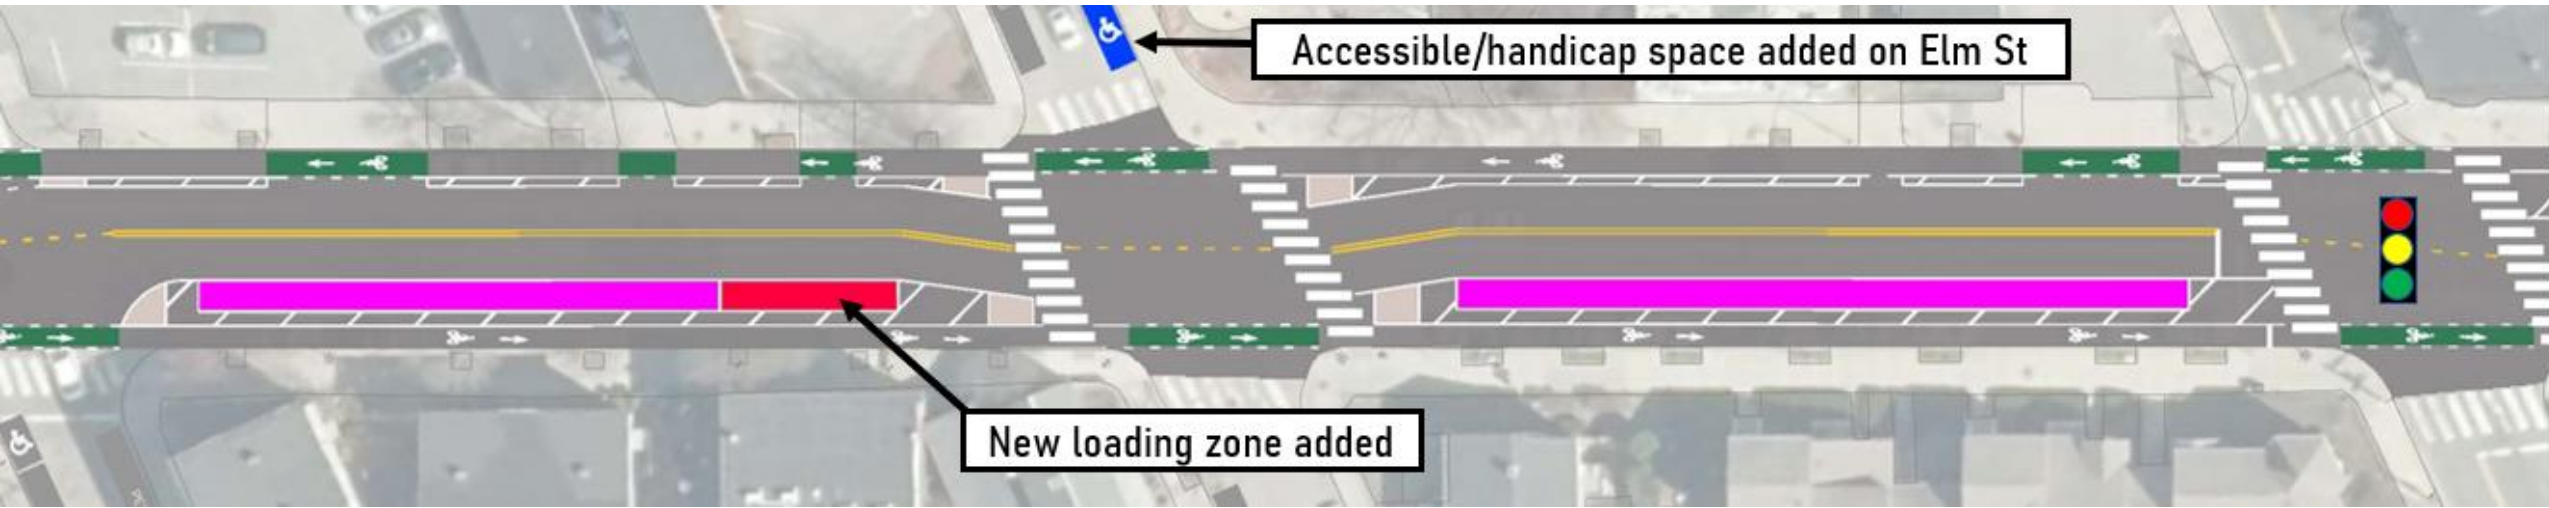 Accessible/handicap space added on Elm St
New loading zone added